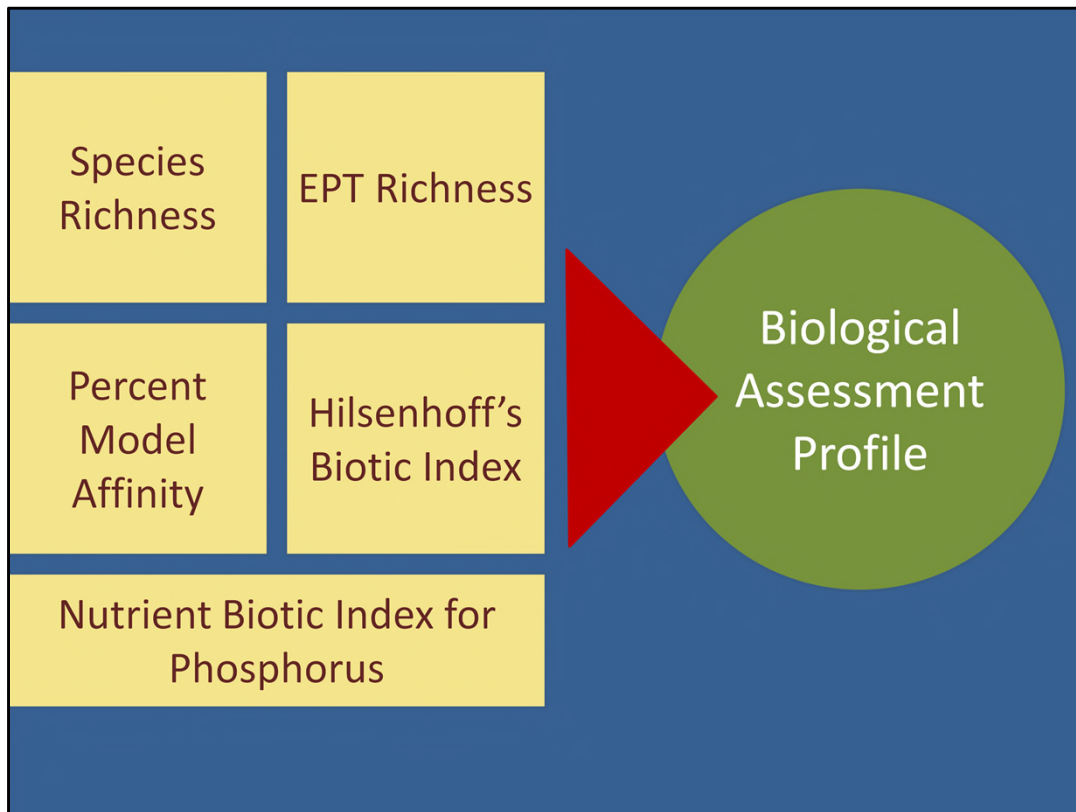 Species
Richness
EPT Richness
Percent
Model
Affinity
Hilsenhoff’s
Biotic Index
Nutrient Biotic Index for
Phosphorus
Biological
Assessment
Profile